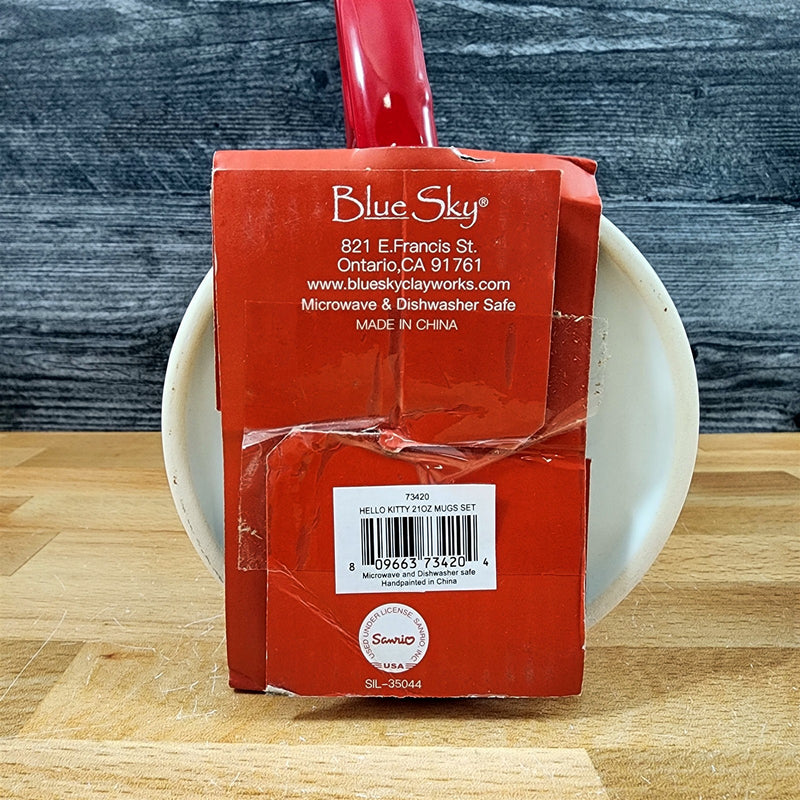 Blue Sky®
821 E.Francis St.
Ontario,CA 91761
www.blueskyclayworks.com
Microwave & Dishwasher Safe
MADE IN CHINA
73420
HELLO KITTY 21OZ MUGS SET
8 09663 73420 4
Microwave and Dishwasher safe
Handpainted in China
USED UNDER LICENSE. SANRIO INC.
Sanrio
USA
SIL-35044